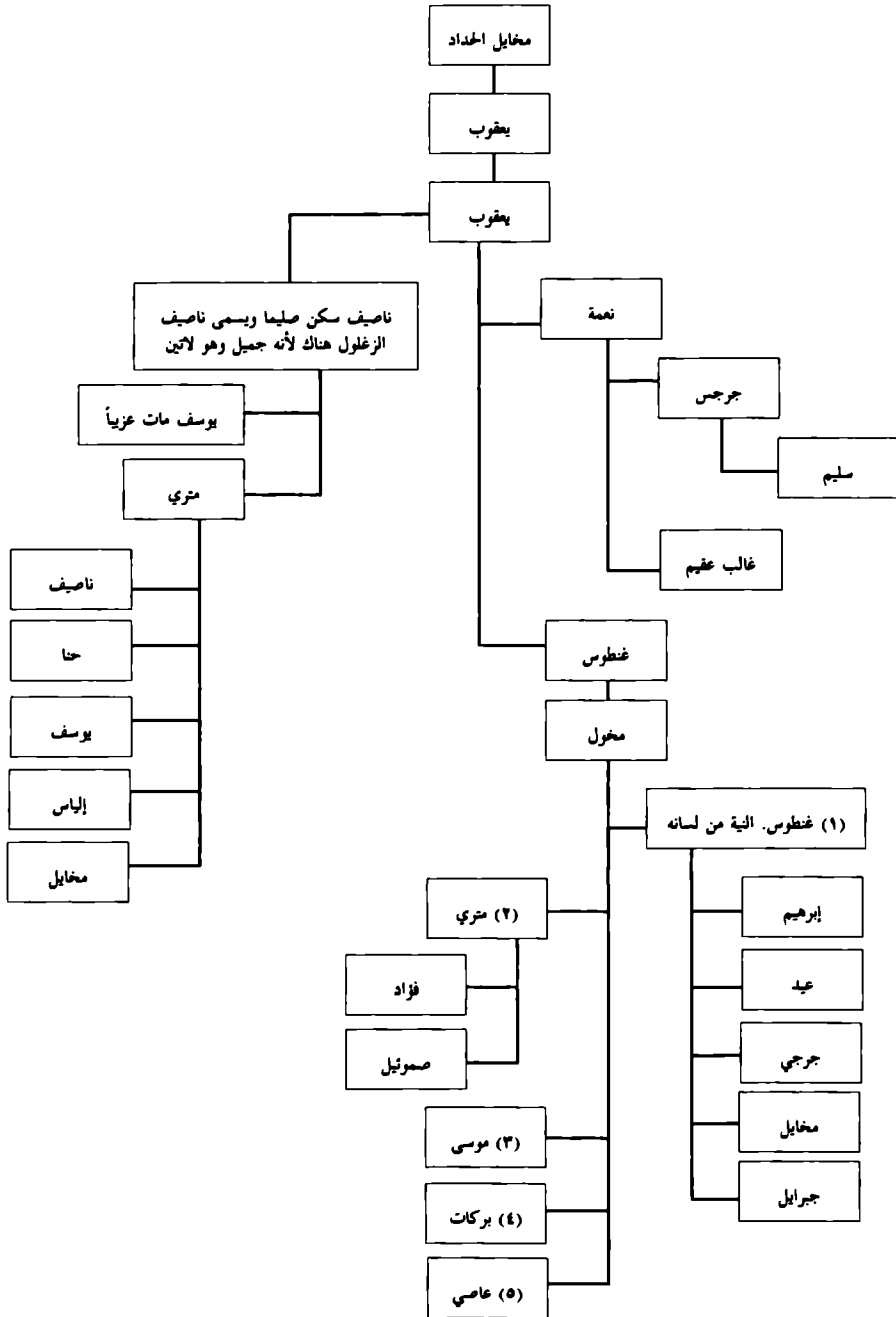 مخايل الحداد
يعقوب
يعقوب
نعمة
جرجس
سليم
غالب عقيم
ناصيف سكن صليما ويسمى ناصيف
الزغلول هناك لأنه جميل وهو لاتين
يوسف مات عزيباً
متري
ناصيف
حنا
يوسف
إلياس
مخايل
غنطوس
مخول
(١) غنطوس. النية من لسانه
إبرهيم
عيد
جرجي
مخايل
جبرايل
(٢) متري
فؤاد
صموئيل
(٣) موسى
(٤) بركات
(٥) عاصي